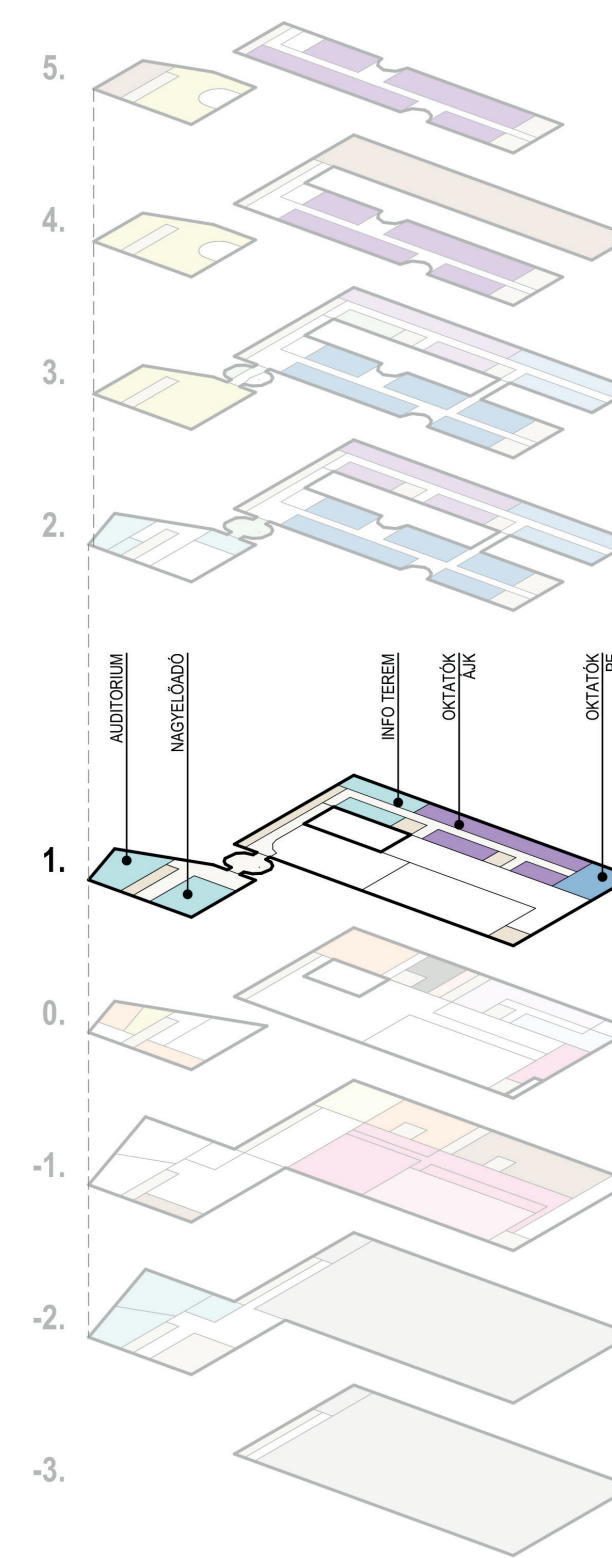 5.
4.
3.
2.
AUDITORIUM
NAGYELŐADÓ
INFO TEREM
OKTATÓK
ÁJK
OKTATÓK
1.
0.
-1.
-2.
-3.